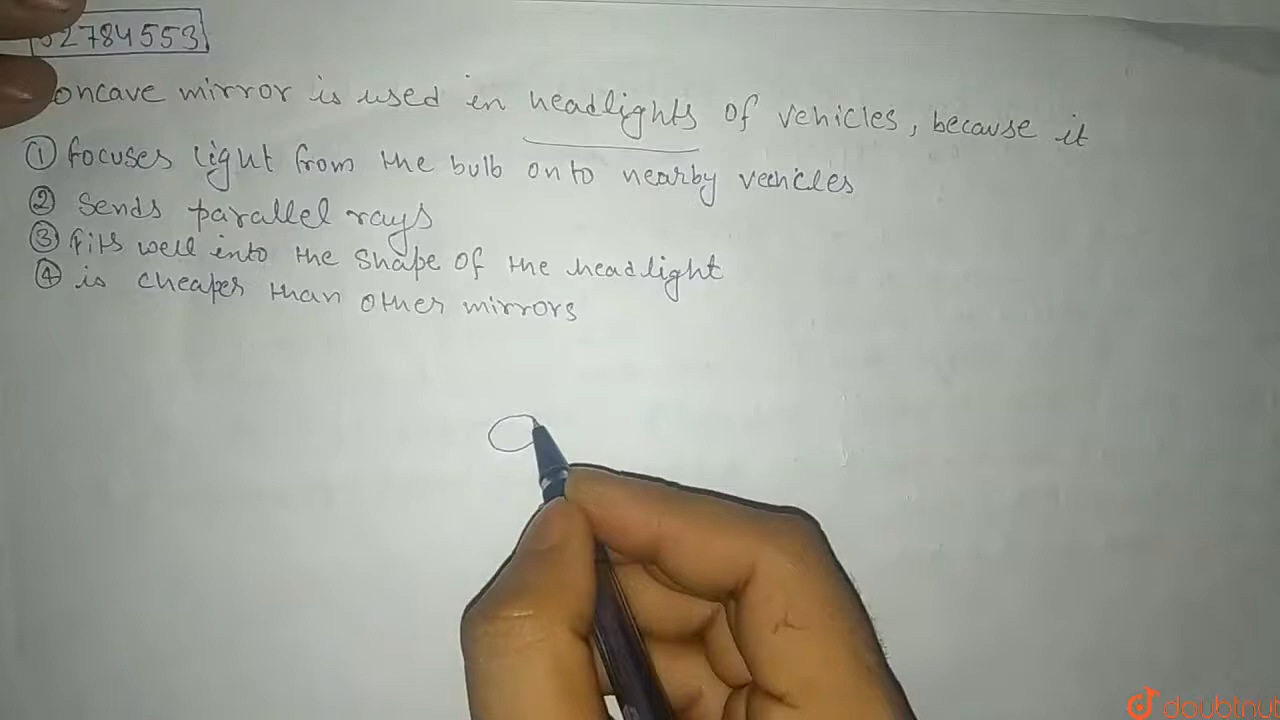 2784553
oncave mirror is used in headlights of vehicles, because it
① focuses light from the bulb onto nearby vechicles
② Sends parallel rays
③ fits well into the shape of the headlight
④ is cheaper than other mirrors
doubtnut